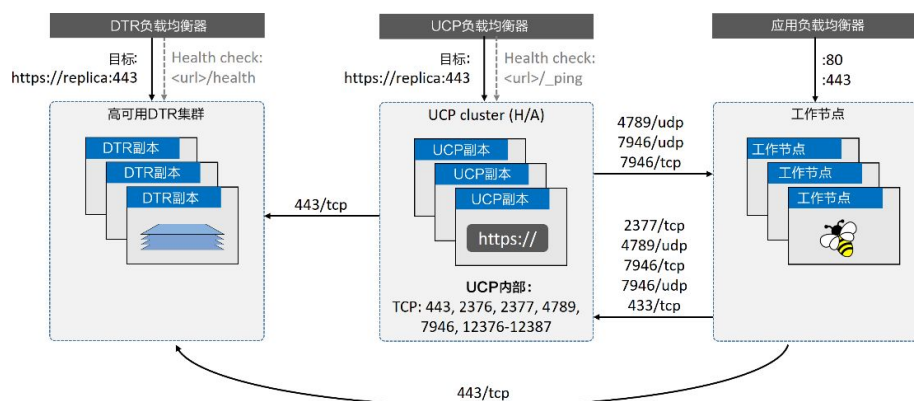 DTR负载均衡器
UCP负载均衡器
应用负载均衡器
目标:
https://replica:443
Health check:
<url>/health
目标:
https://replica:443
Health check:
<url>/_ping
:80
:443
高可用DTR集群
DTR副本
DTR副本
DTR副本
443/tcp
UCP cluster (H/A)
UCP副本
UCP副本
UCP副本
https://
UCP内部：
TCP: 443, 2376, 2377, 4789,
7946, 12376-12387
4789/udp
7946/udp
7946/tcp
2377/tcp
4789/udp
7946/tcp
7946/udp
433/tcp
工作节点
工作节点
工作节点
工作节点
443/tcp